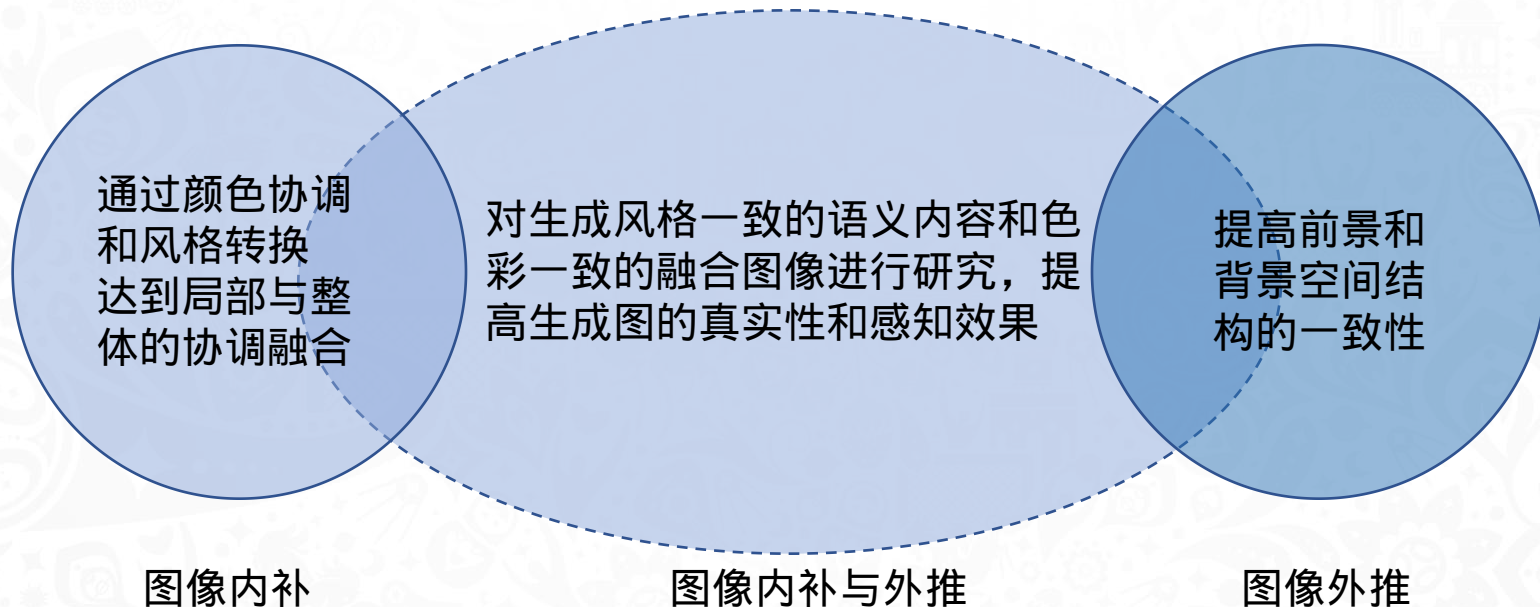 通过颜色协调
和风格转换
达到局部与整
体的协调融合
对生成风格一致的语义内容和色
彩一致的融合图像进行研究，提
高生成图的真实性和感知效果
提高前景和
背景空间结
构的一致性
图像内补
图像内补与外推
图像外推